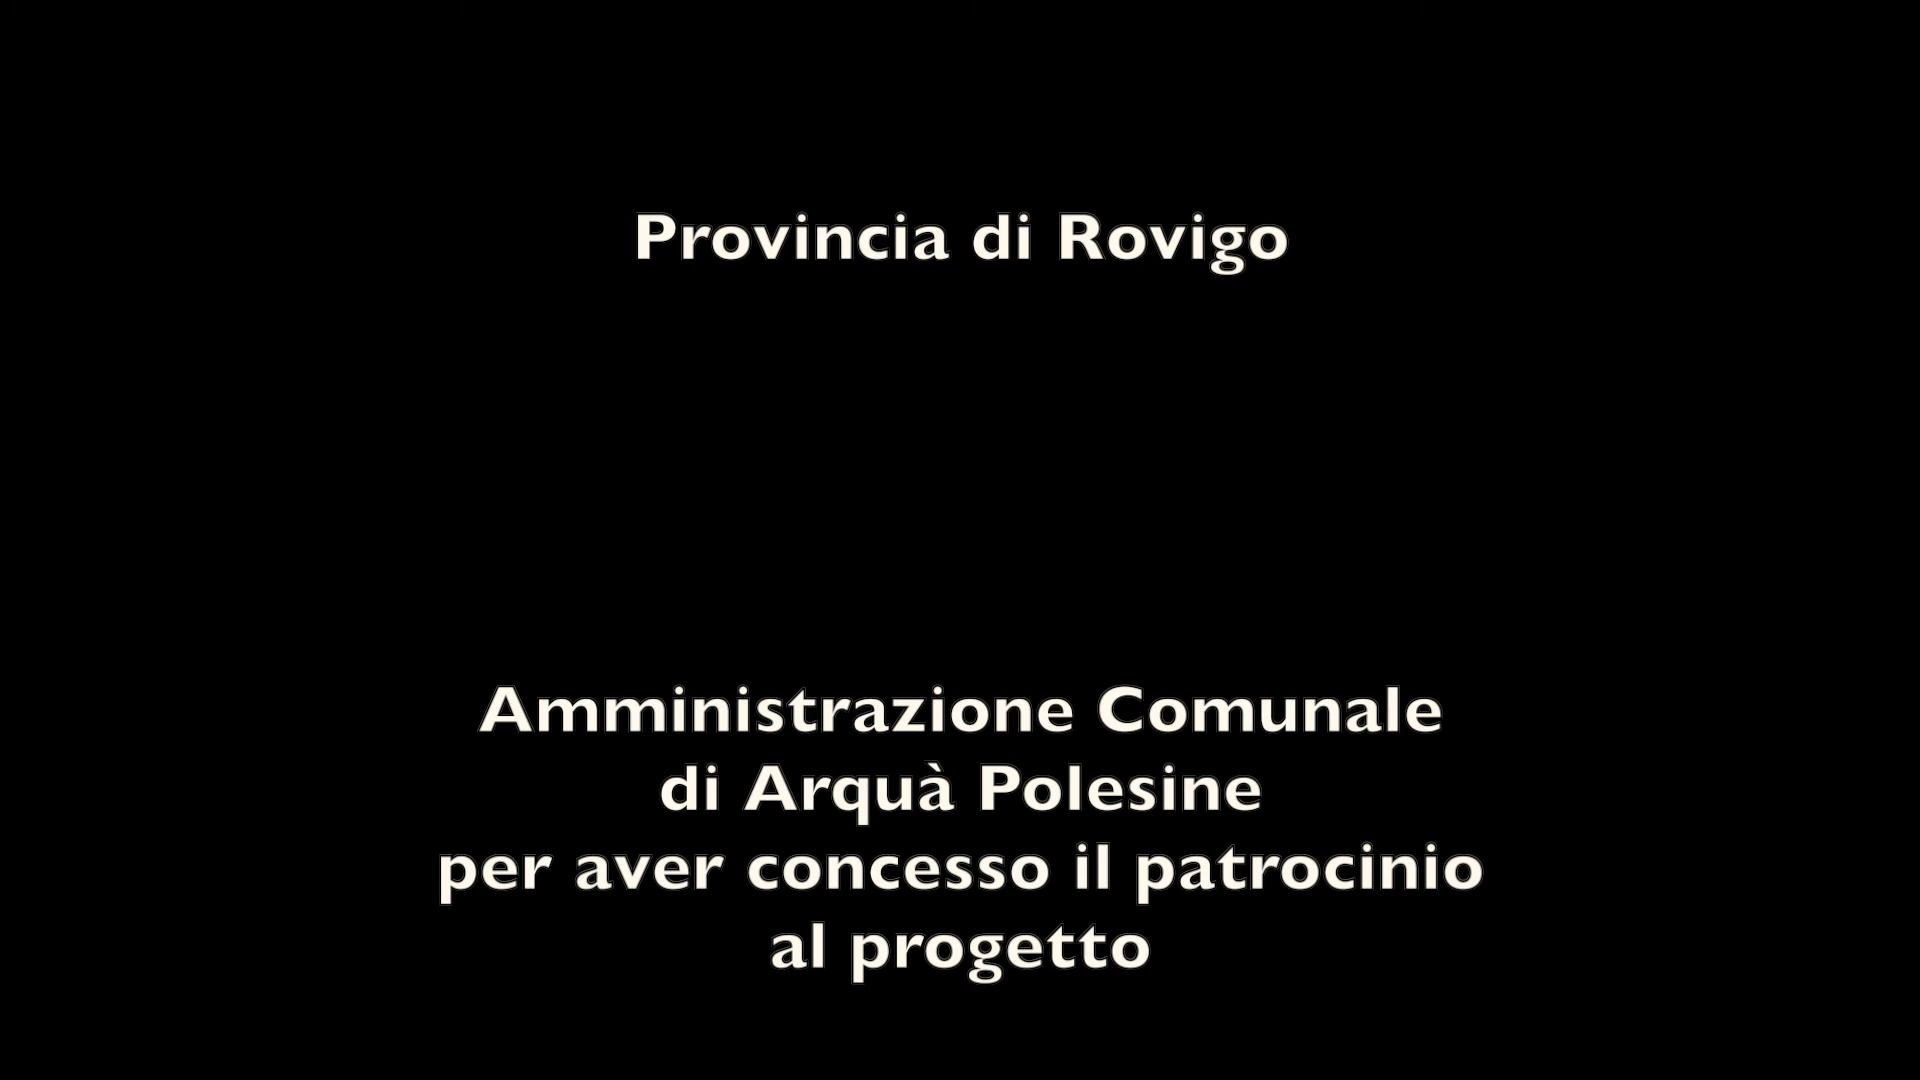 Provincia di Rovigo
Amministrazione Comunale
di Arquà Polesine
per aver concesso il patrocinio
al progetto